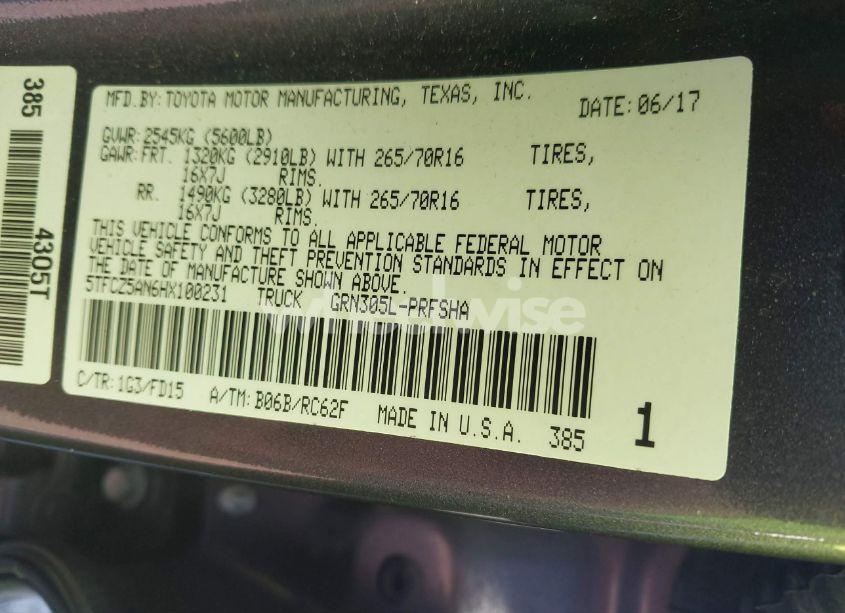 385
4305T
MFD.BY:TOYOTA MOTOR MANUFACTURING, TEXAS, INC. DATE:06/17
GVWR:2545KG (5600LB)
GAWR:FRT. 1320KG (2910LB) WITH 265/70R16 TIRES,
16X7J RIMS.
RR. 1490KG (3280LB) WITH 265/70R16 TIRES,
16X7J RIMS.
THIS VEHICLE CONFORMS TO ALL APPLICABLE FEDERAL MOTOR
VEHICLE SAFETY AND THEFT PREVENTION STANDARDS IN EFFECT ON
THE DATE OF MANUFACTURE SHOWN ABOVE.
5TFCZ5AN6HX100231 TRUCK GRN305L-PRFSHA
wheelwise
C/TR:1G3/FD15 A/TM:B06B/RC62F MADE IN U.S.A. 385 1